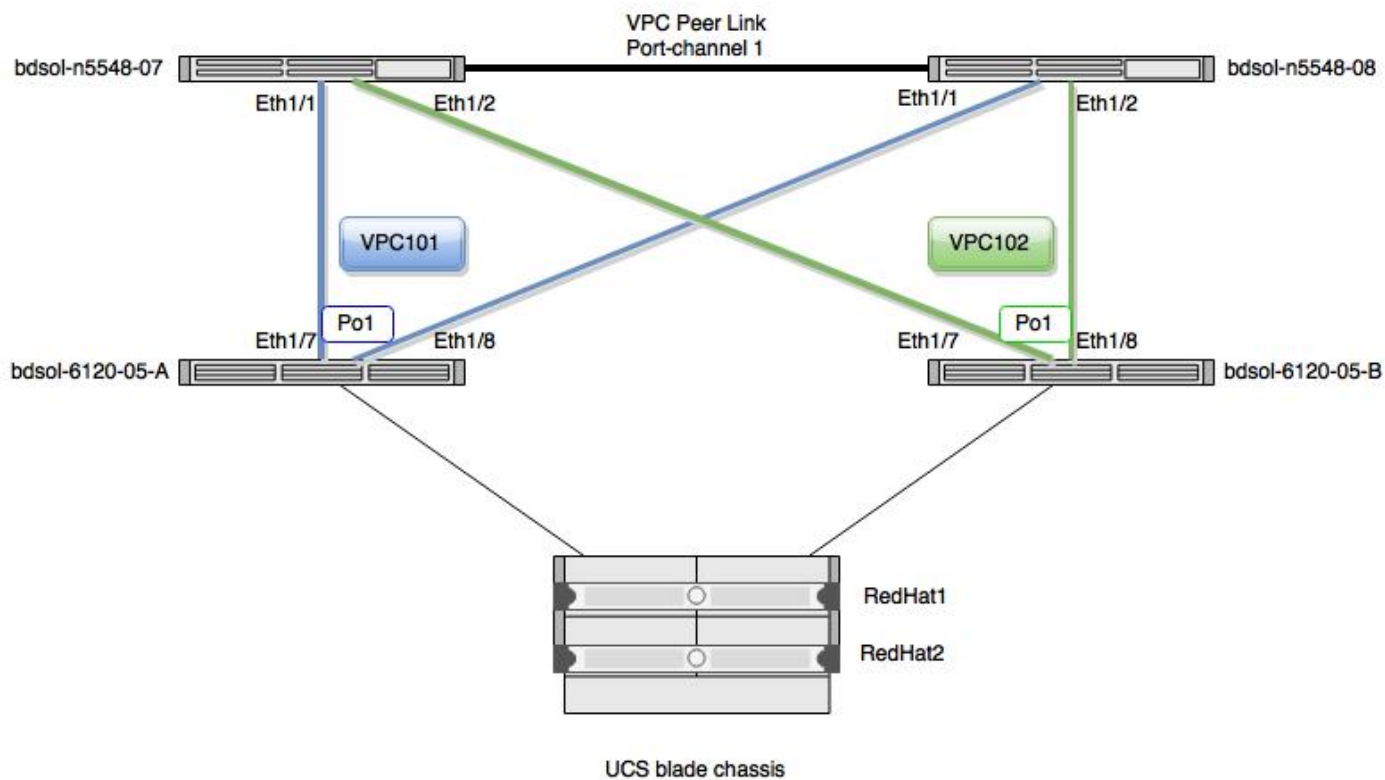 VPC Peer Link
Port-channel 1
bdsol-n5548-07
bdsol-n5548-08
Eth1/1
Eth1/2
Eth1/1
Eth1/2
VPC101
VPC102
Po1
Po1
Eth1/7
Eth1/8
Eth1/7
Eth1/8
bdsol-6120-05-A
bdsol-6120-05-B
RedHat1
RedHat2
UCS blade chassis